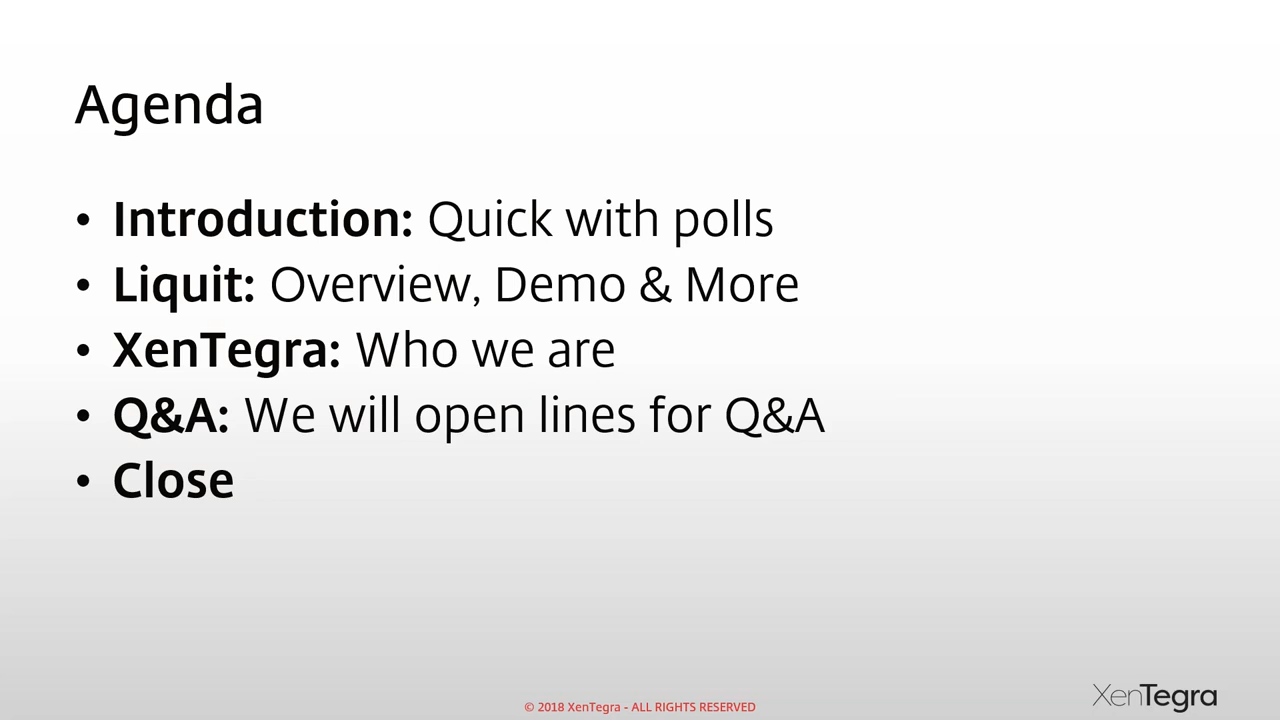 Agenda
• Introduction: Quick with polls
• Liquit: Overview, Demo & More
• XenTegra: Who we are
• Q&A: We will open lines for Q&A
• Close
© 2018 XenTegra - ALL RIGHTS RESERVED
XenTegra